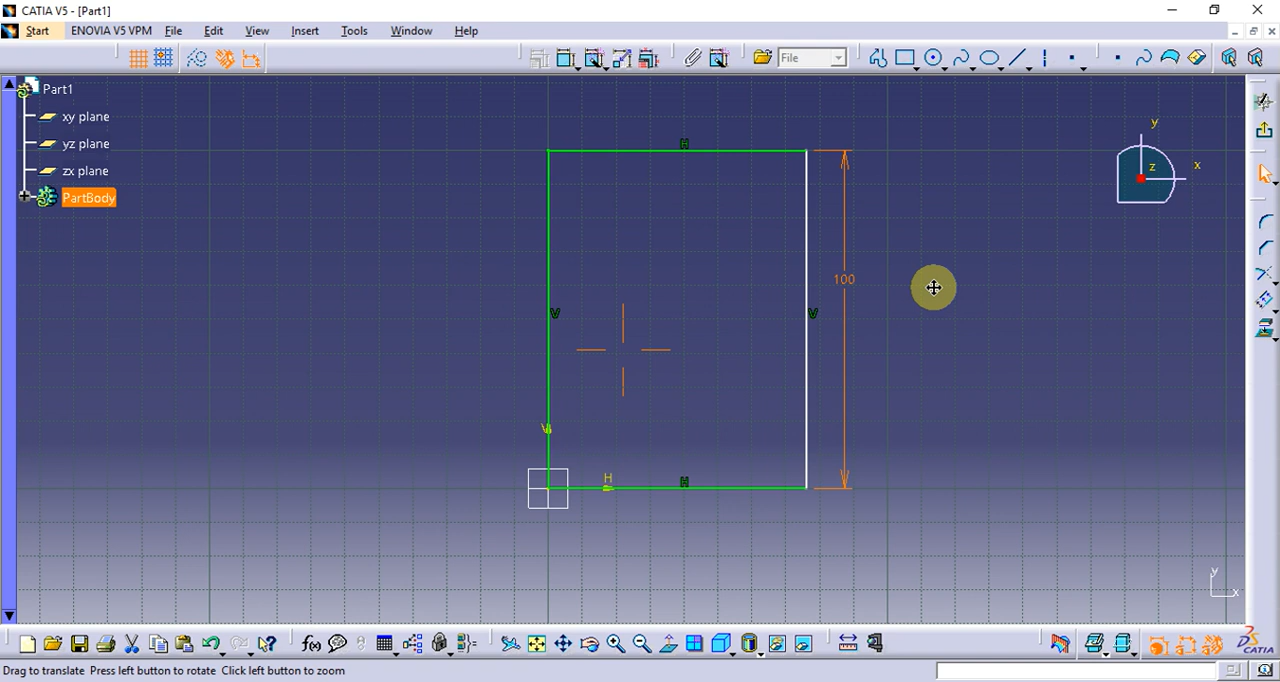 CATIA V5 - [Part1]
Start ENOVIA V5 VPM File Edit View Insert Tools Window Help
File
Part1
xy plane
yz plane
zx plane
PartBody
y
z x
H
V
100
V
V
H
H
y
x
f(x)
CATIA
Drag to translate Press left button to rotate Click left button to zoom